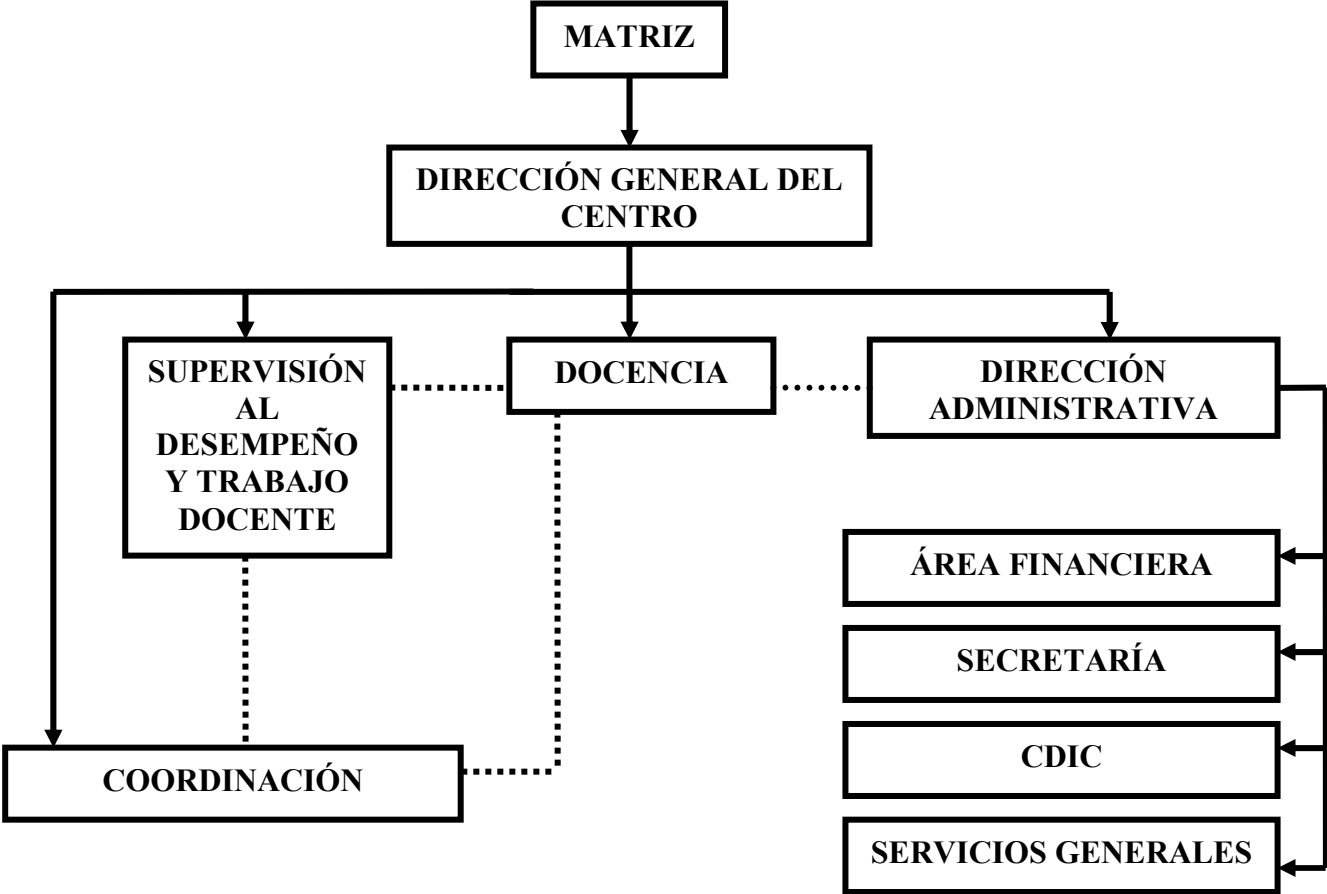 MATRIZ
DIRECCIÓN GENERAL DEL
CENTRO
SUPERVISIÓN
AL
DESEMPEÑO
Y TRABAJO
DOCENTE
DOCENCIA
DIRECCIÓN
ADMINISTRATIVA
ÁREA FINANCIERA
SECRETARÍA
CDIC
COORDINACIÓN
SERVICIOS GENERALES